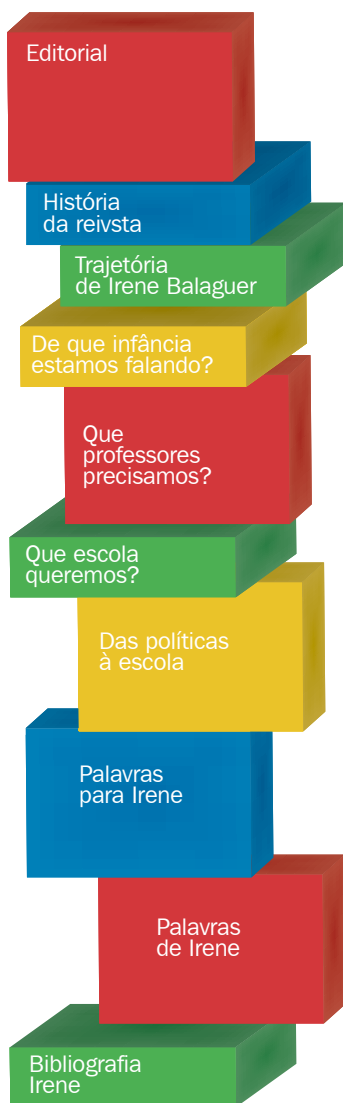 Editorial
História
da reivsta
Trajetória
de Irene Balaguer
De que infância
estamos falando?
Que
professores
precisamos?
Que escola
queremos?
Das políticas
à escola
Palavras
para Irene
Palavras
de Irene
Bibliografia
Irene